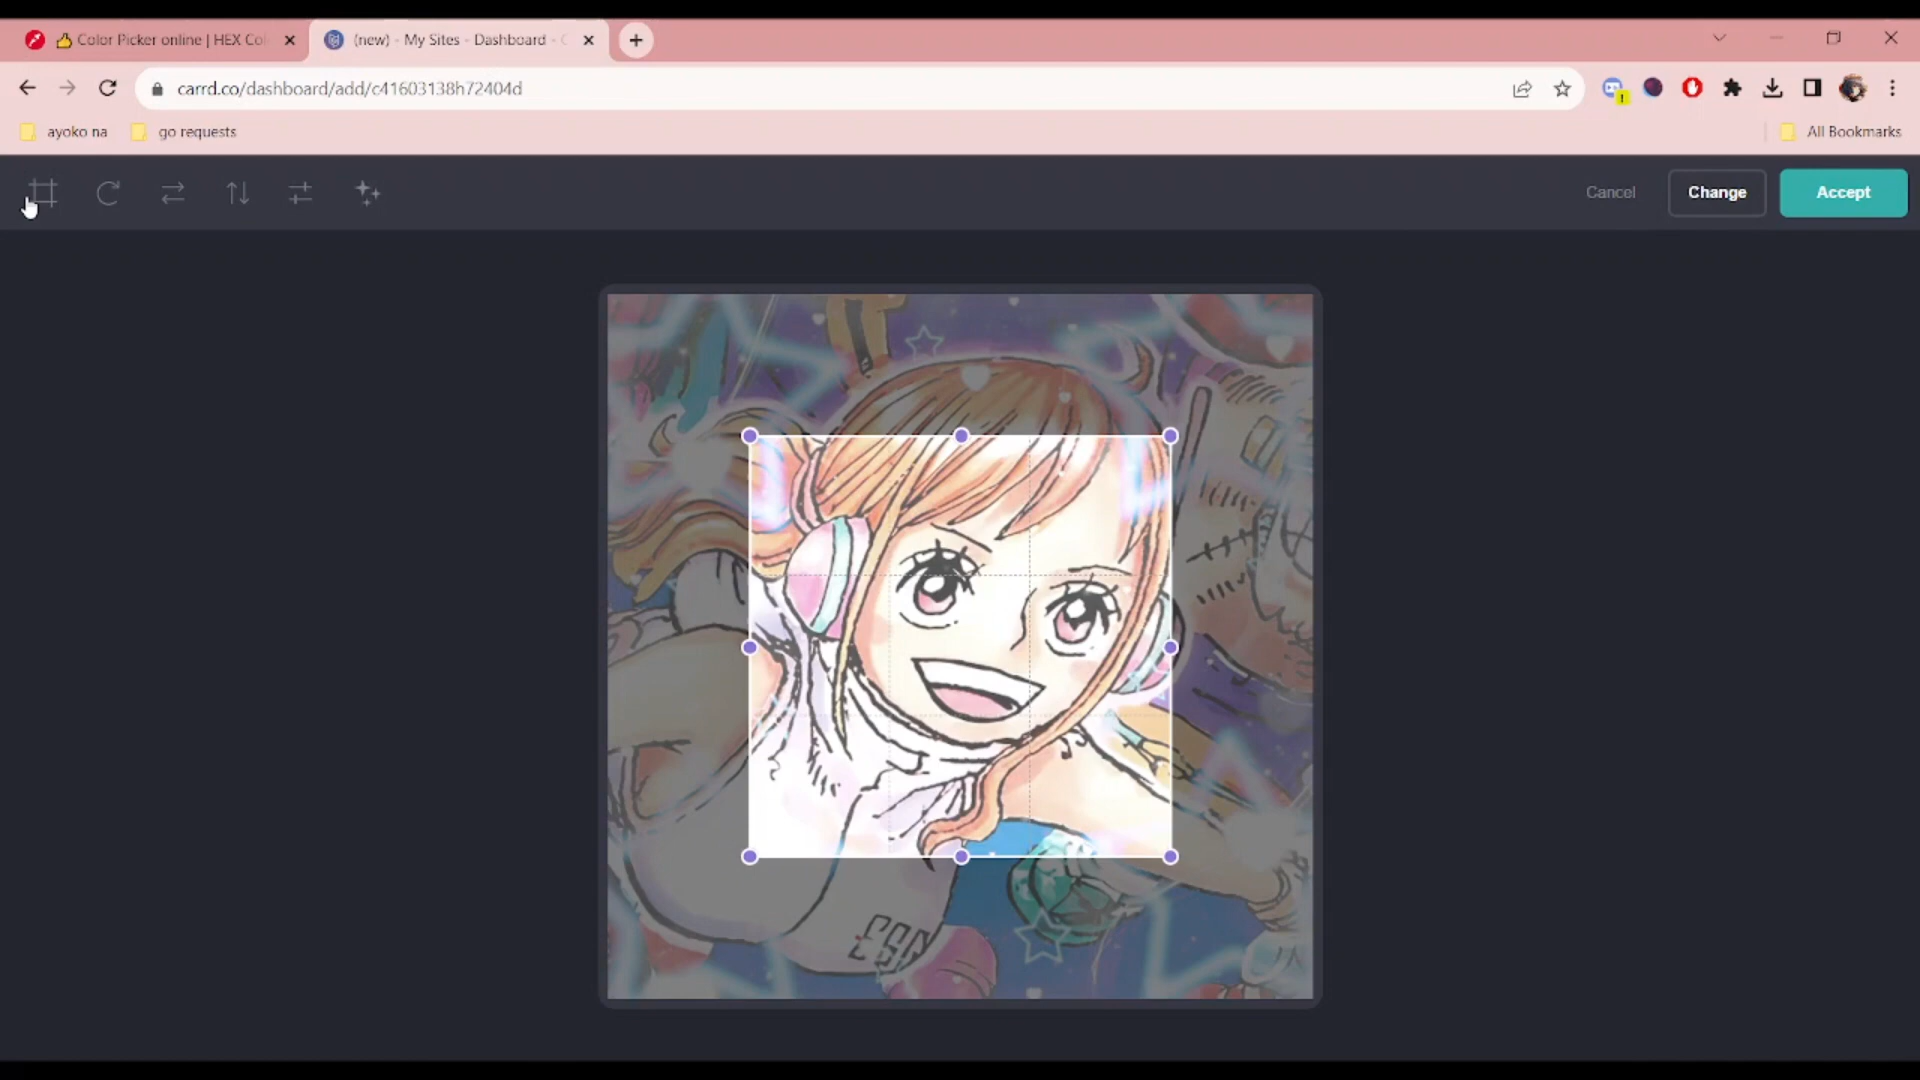 Color Picker online | HEX Col
(new) - My Sites - Dashboard - C
carrd.co/dashboard/add/c41603138h72404d
ayoko na
go requests
All Bookmarks
Cancel
Change
Accept